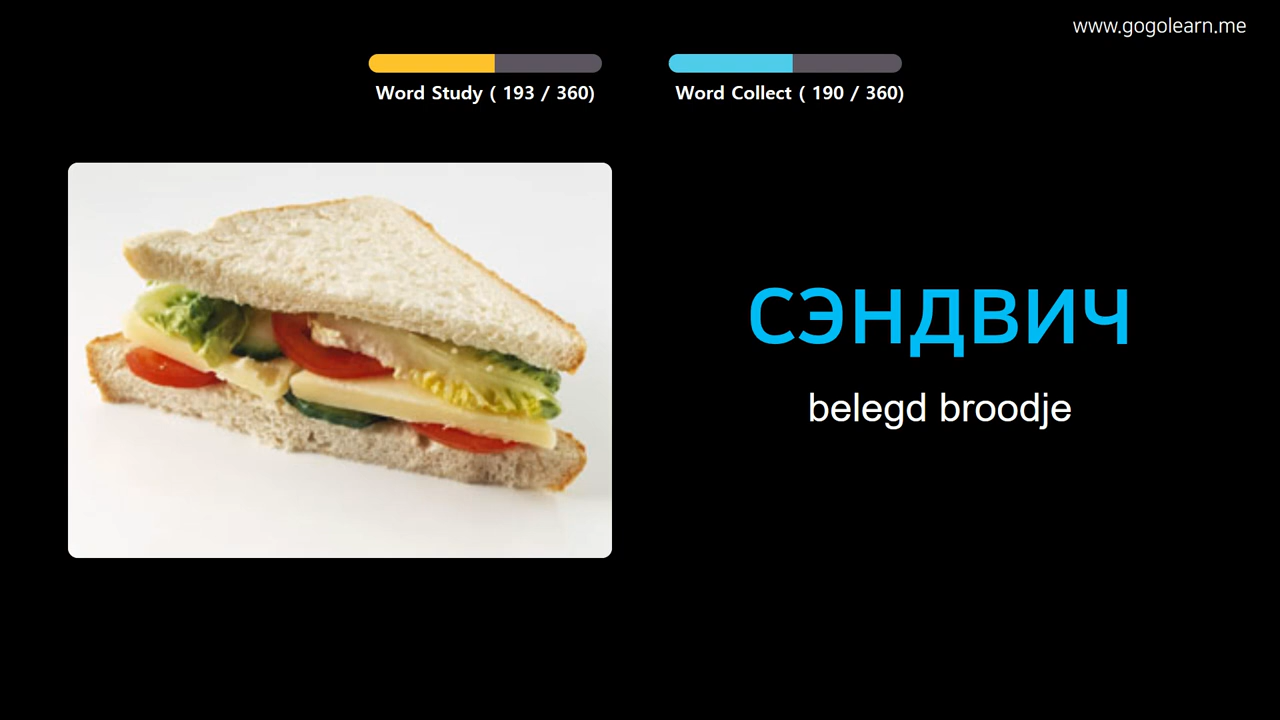 www.gogolearn.me
Word Study ( 193 / 360)
Word Collect ( 190 / 360)
сэндвич
belegd broodje